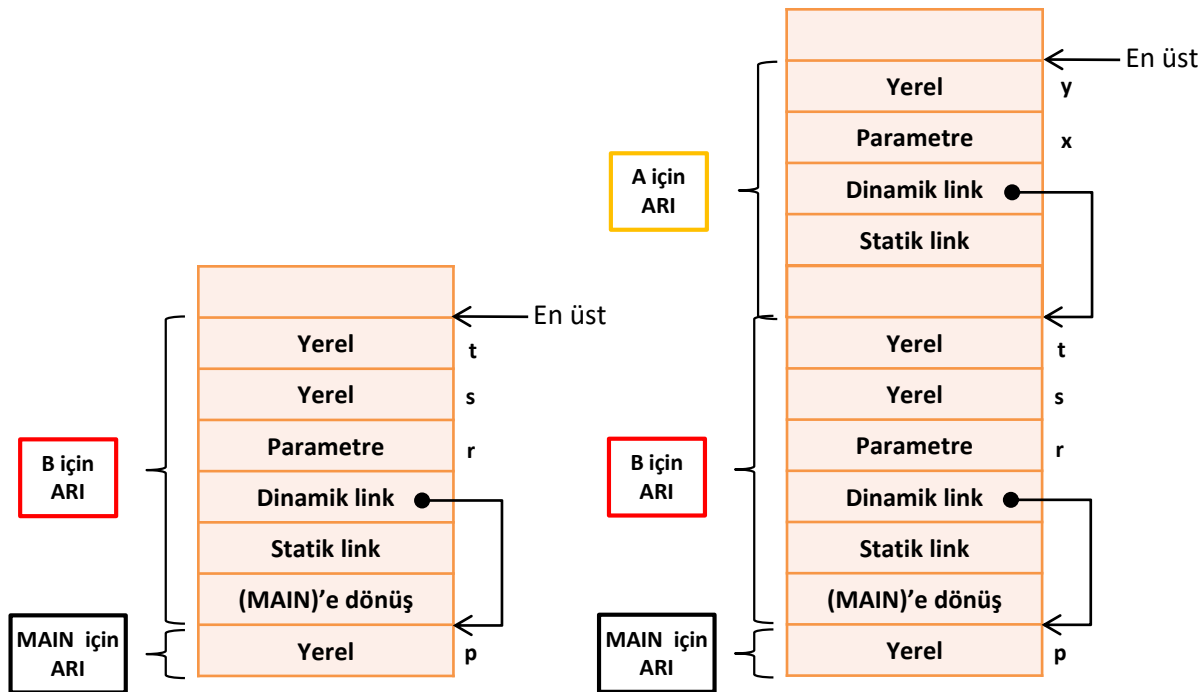 En üst
Yerel
t
Yerel
s
Parametre
r
Dinamik link
Statik link
(MAIN)'e dönüş
Yerel
p
B için
ARI
MAIN için
ARI
En üst
Yerel
y
Parametre
x
Dinamik link
Statik link
Yerel
t
Yerel
s
Parametre
r
Dinamik link
Statik link
(MAIN)'e dönüş
Yerel
p
A için
ARI
B için
ARI
MAIN için
ARI